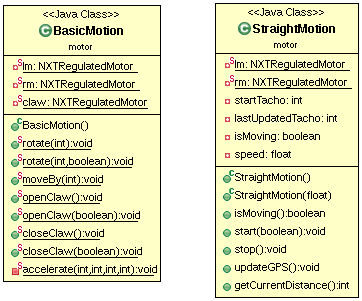 <<Java Class>>
BasicMotion
motor
lm: NXTRegulatedMotor
rm: NXTRegulatedMotor
claw: NXTRegulatedMotor
BasicMotion()
rotate(int):void
rotate(int,boolean):void
moveBy(int):void
openClaw():void
openClaw(boolean):void
closeClaw():void
closeClaw(boolean):void
accelerate(int,int,int,int):void
<<Java Class>>
StraightMotion
motor
lm: NXTRegulatedMotor
rm: NXTRegulatedMotor
startTacho: int
lastUpdatedTacho: int
isMoving: boolean
speed: float
StraightMotion()
StraightMotion(float)
isMoving():boolean
start(boolean):void
stop():void
updateGPS():void
getCurrentDistance():int